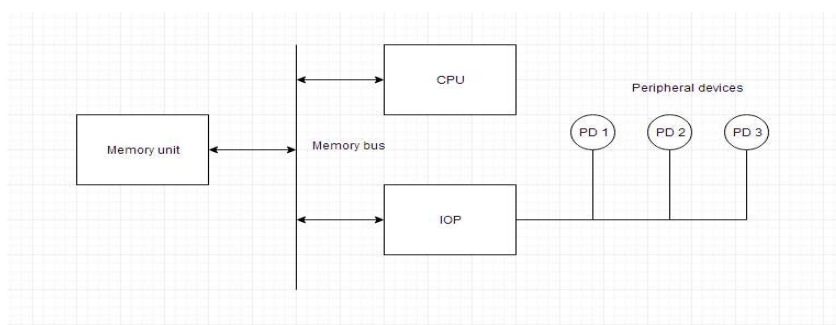 CPU
Peripheral devices
PD 1
PD 2
PD 3
Memory unit
Memory bus
IOP